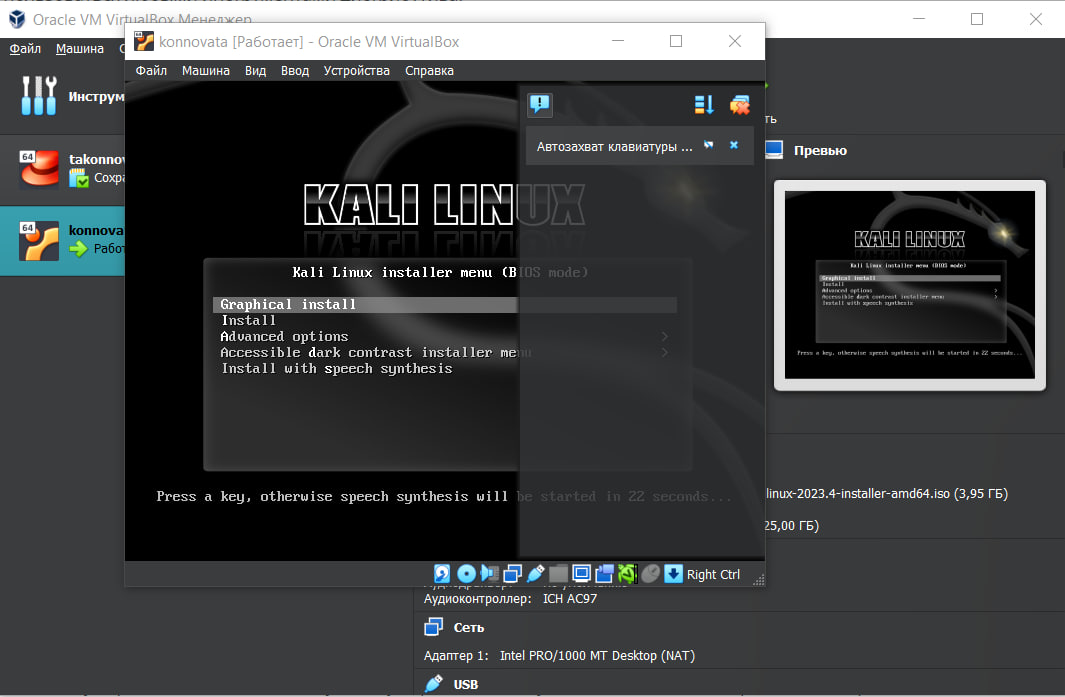 Oracle VM VirtualBox Менеджер
Файл Машина
konnovata [Работает] - Oracle VM VirtualBox
Файл Машина Вид Ввод Устройства Справка
Инструм
64
takonnov
Сохра
64
konnova
Работ
Автозахват клавиатуры ...
KALI LINUX
Kali Linux installer menu (BIOS mode)
Graphical install
Install
Advanced options >
Accessible dark contrast installer menu >
Install with speech synthesis
Press a key, otherwise speech synthesis will be started in 22 seconds...
Right Ctrl
ть
Превью
KALI LINUX
Kali Linux installer menu (BIOS mode)
Graphical install
Install
Advanced options >
Accessible dark contrast installer menu >
Install with speech synthesis
Press a key, otherwise speech synthesis will be started in 22 seconds...
linux-2023.4-installer-amd64.iso (3,95 ГБ)
25,00 ГБ)
Аудиоконтроллер: ICH AC97
Сеть
Адаптер 1: Intel PRO/1000 MT Desktop (NAT)
USB